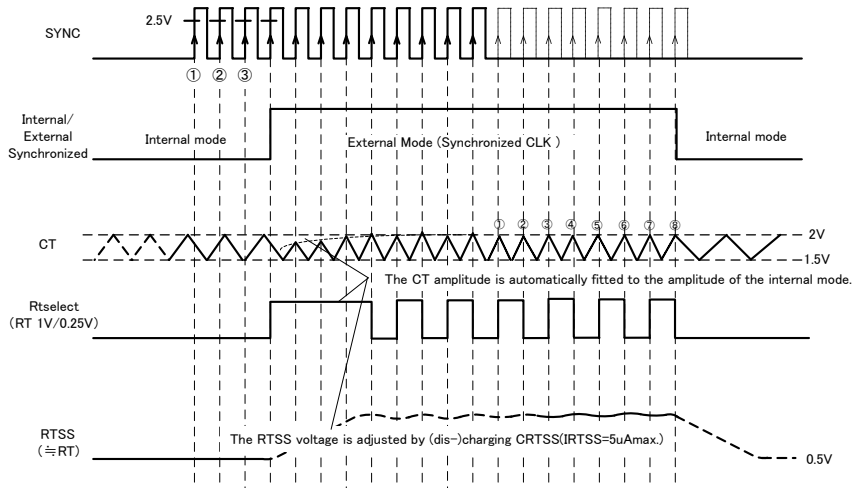 2.5V
SYNC
① ② ③
Internal/
External
Synchronized
Internal mode
External Mode (Synchronized CLK )
Internal mode
① ② ③ ④ ⑤ ⑥ ⑦ ⑧
CT
2V
1.5V
The CT amplitude is automatically fitted to the amplitude of the internal mode.
Rtselect
(RT 1V/0.25V)
The RTSS voltage is adjusted by (dis-)charging CRTSS(IRTSS=5uAmax.)
RTSS
(≒RT)
0.5V